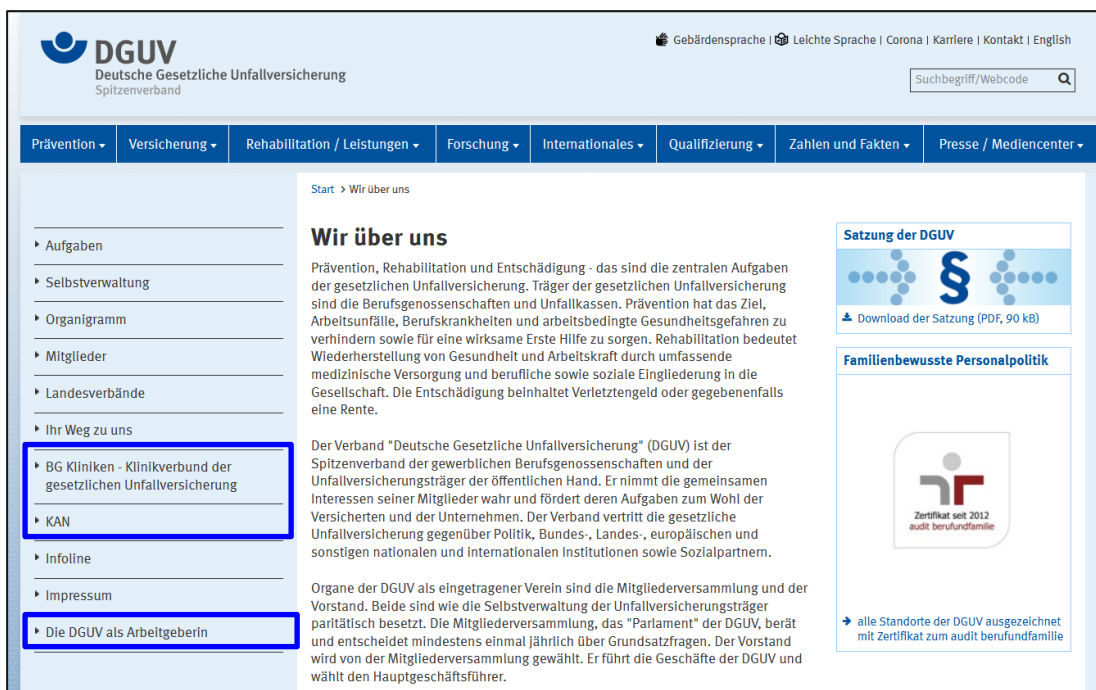 DGUV
Deutsche Gesetzliche Unfallversicherung
Spitzenverband
Gebärdensprache | Leichte Sprache | Corona | Karriere | Kontakt | English
Suchbegriff/Webcode
Prävention Versicherung Rehabilitation / Leistungen Forschung Internationales Qualifizierung Zahlen und Fakten Presse / Mediencenter
Aufgaben
Selbstverwaltung
Organigramm
Mitglieder
Landesverbände
Ihr Weg zu uns
BG Kliniken - Klinikverbund der
gesetzlichen Unfallversicherung
KAN
Infoline
Impressum
Die DGUV als Arbeitgeberin
Start > Wir über uns
Wir über uns
Prävention, Rehabilitation und Entschädigung - das sind die zentralen Aufgaben
der gesetzlichen Unfallversicherung. Träger der gesetzlichen Unfallversicherung
sind die Berufsgenossenschaften und Unfallkassen. Prävention hat das Ziel,
Arbeitsunfälle, Berufskrankheiten und arbeitsbedingte Gesundheitsgefahren zu
verhindern sowie für eine wirksame Erste Hilfe zu sorgen. Rehabilitation bedeutet
Wiederherstellung von Gesundheit und Arbeitskraft durch umfassende
medizinische Versorgung und berufliche sowie soziale Eingliederung in die
Gesellschaft. Die Entschädigung beinhaltet Verletztengeld oder gegebenenfalls
eine Rente.
Der Verband "Deutsche Gesetzliche Unfallversicherung" (DGUV) ist der
Spitzenverband der gewerblichen Berufsgenossenschaften und der
Unfallversicherungsträger der öffentlichen Hand. Er nimmt die gemeinsamen
Interessen seiner Mitglieder wahr und fördert deren Aufgaben zum Wohl der
Versicherten und der Unternehmen. Der Verband vertritt die gesetzliche
Unfallversicherung gegenüber Politik, Bundes-, Landes-, europäischen und
sonstigen nationalen und internationalen Institutionen sowie Sozialpartnern.
Organe der DGUV als eingetragener Verein sind die Mitgliederversammlung und der
Vorstand. Beide sind wie die Selbstverwaltung der Unfallversicherungsträger
paritätisch besetzt. Die Mitgliederversammlung, das "Parlament" der DGUV, berät
und entscheidet mindestens einmal jährlich über Grundsatzfragen. Der Vorstand
wird von der Mitgliederversammlung gewählt. Er führt die Geschäfte der DGUV und
wählt den Hauptgeschäftsführer.
Satzung der DGUV
§
Download der Satzung (PDF, 90 kB)
Familienbewusste Personalpolitik
Zertifikat seit 2012
audit berufundfamilie
alle Standorte der DGUV ausgezeichnet
mit Zertifikat zum audit berufundfamilie